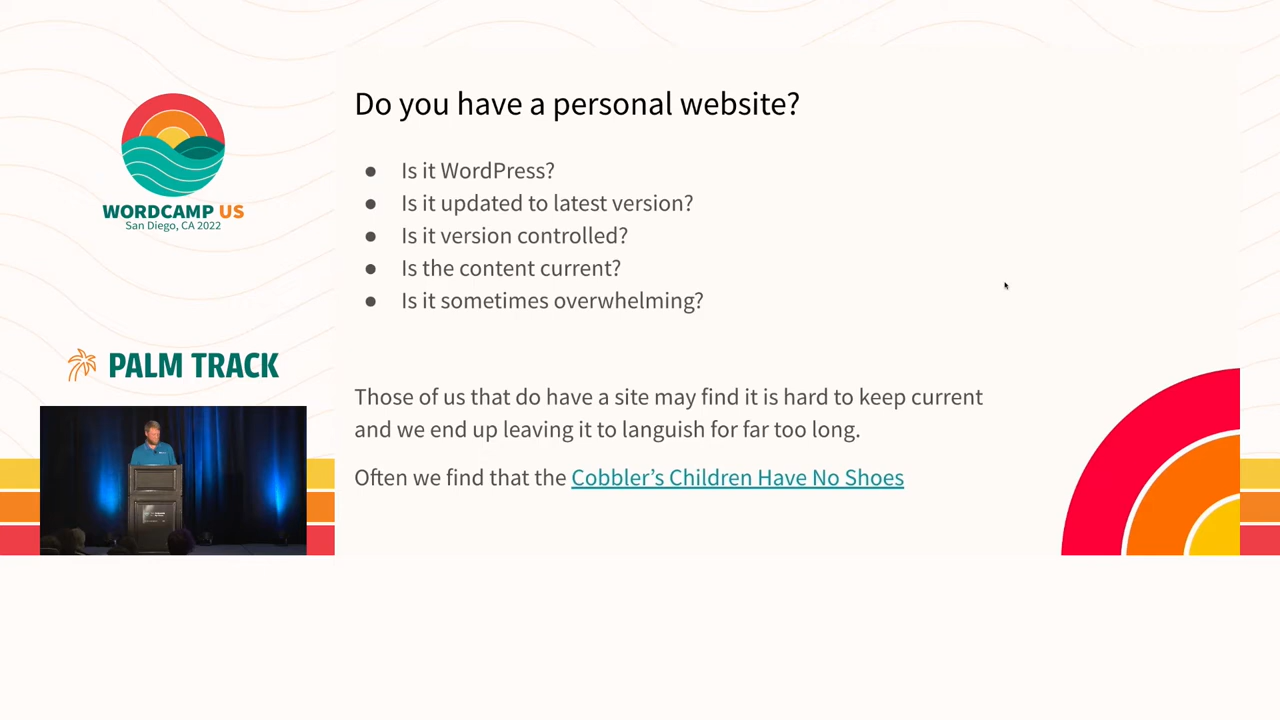 WORDCAMP US
San Diego, CA 2022
PALM TRACK
Do you have a personal website?
● Is it WordPress?
● Is it updated to latest version?
● Is it version controlled?
● Is the content current?
● Is it sometimes overwhelming?
Those of us that do have a site may find it is hard to keep current
and we end up leaving it to languish for far too long.
Often we find that the Cobbler’s Children Have No Shoes